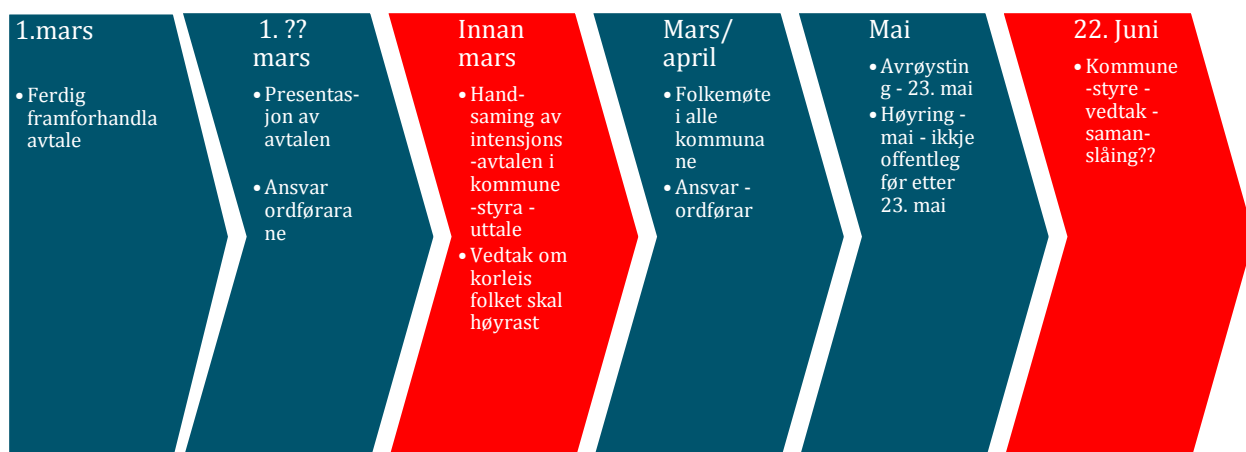 1.mars
• Ferdig
framforhandla
avtale
1. ??
mars
• Presentas-
jon av
avtalen
• Ansvar
ordførara
ne
Innan
mars
• Hand-
saming av
intensjons
-avtalen i
kommune
-styra -
uttale
• Vedtak om
korleis
folket skal
høyrast
Mars/
april
• Folkemøte
i alle
kommuna
ne
• Ansvar -
ordførar
Mai
• Avrøystin
g - 23. mai
• Høyring -
mai - ikkje
offentleg
før etter
23. mai
22. Juni
• Kommune
-styre -
vedtak -
saman-
slåing??